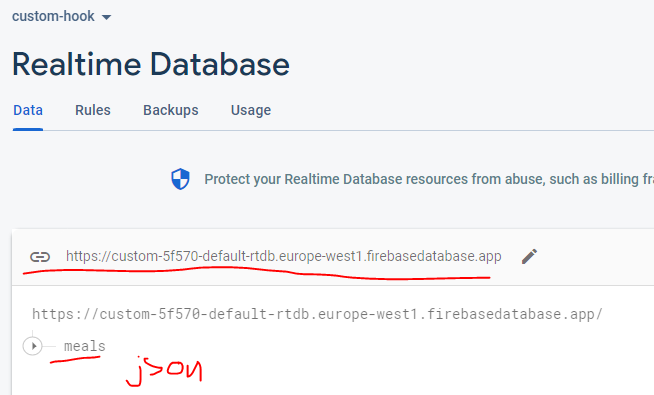 custom-hook
Realtime Database
Data Rules Backups Usage
Protect your Realtime Database resources from abuse, such as billing fra
https://custom-5f570-default-rtdb.europe-west1.firebasedatabase.app
https://custom-5f570-default-rtdb.europe-west1.firebasedatabase.app/
meals
json